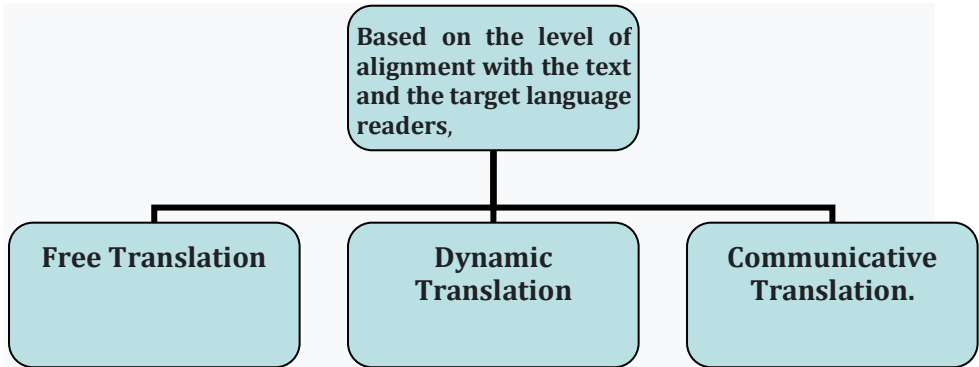 Based on the level of
alignment with the text
and the target language
readers,
Free Translation
Dynamic
Translation
Communicative
Translation.